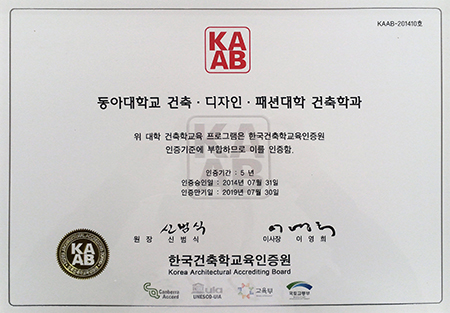 KAAB-201410호
KA
AB
동아대학교 건축·디자인·패션대학 건축학과
위 대학 건축학교육 프로그램은 한국건축학교육인증원
인증기준에 부합하므로 이를 인증함.
KA
AB
인증기간 : 5 년
인증승인일 : 2014년 07월 31일
인증만기일 : 2019년 07월 30일
KA
AB
원 장 신 범 식
이사장 이 영 희
한국건축학교육인증원
Korea Architectural Accrediting Board
Canberra
Accord
uia
UNESCO-UIA
교육부
국토교통부